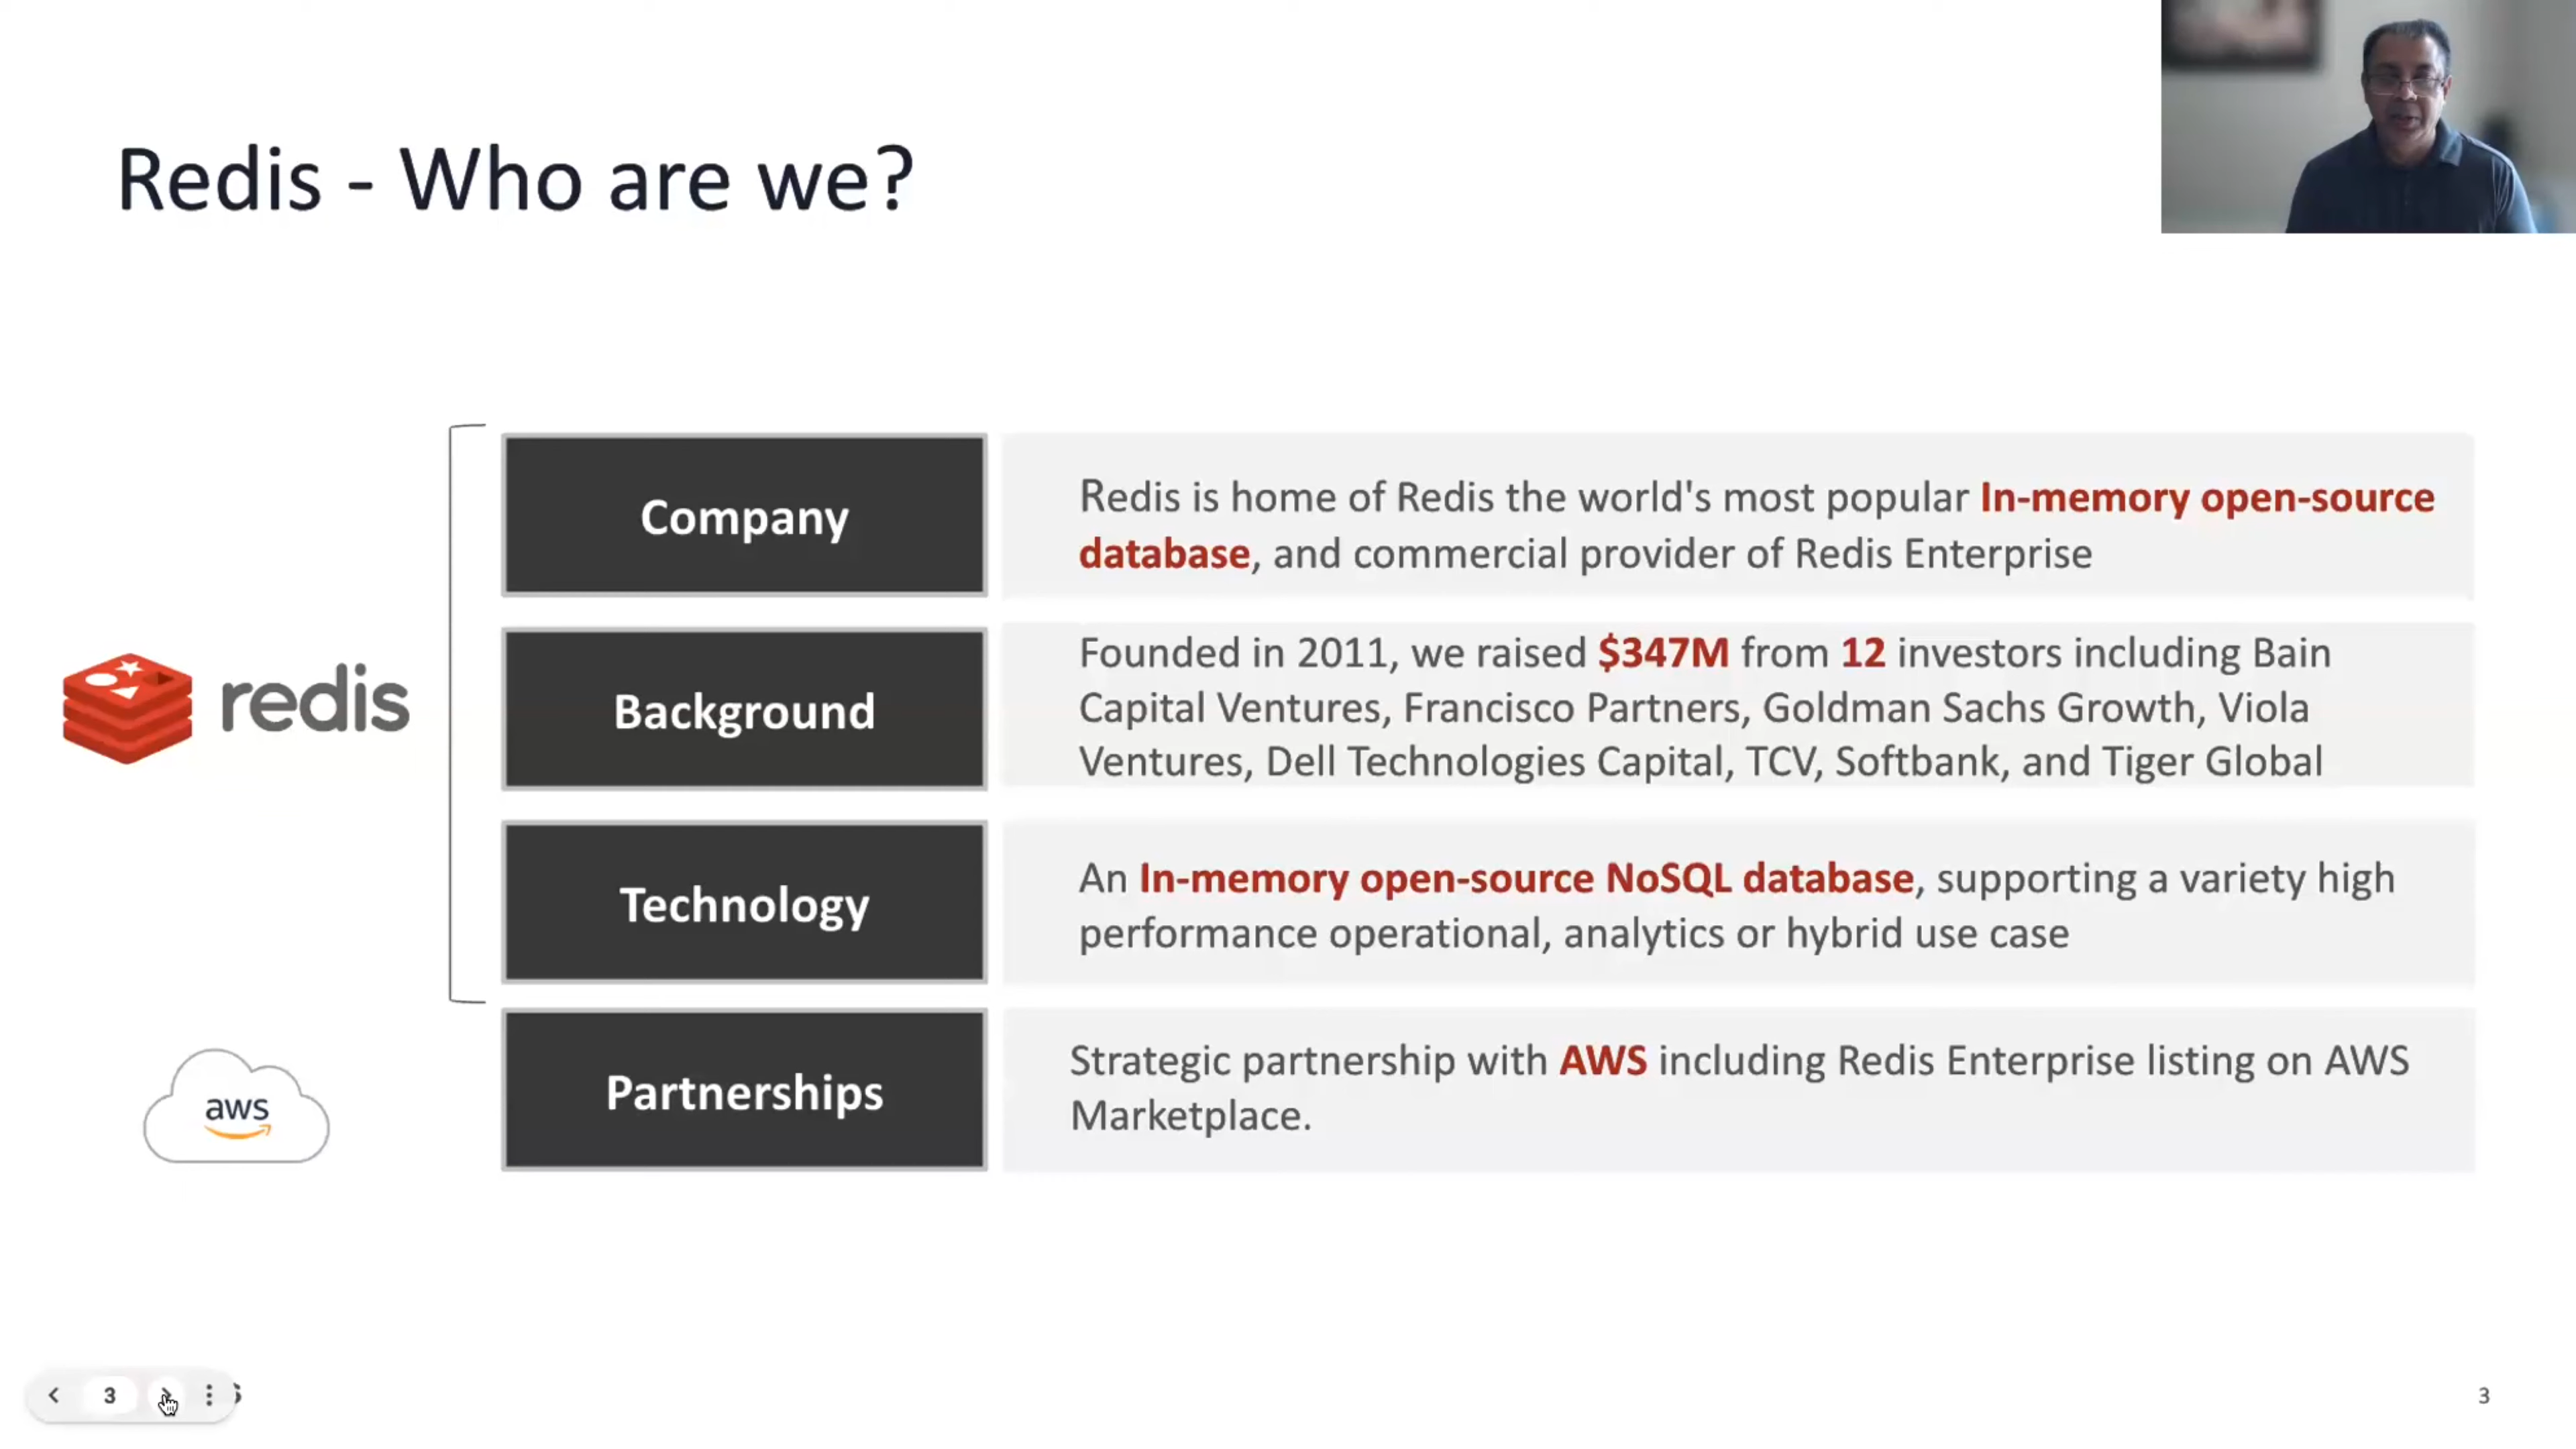 Redis - Who are we?
Company
Redis is home of Redis the world's most popular In-memory open-source
database, and commercial provider of Redis Enterprise
redis
Background
Founded in 2011, we raised $347M from 12 investors including Bain
Capital Ventures, Francisco Partners, Goldman Sachs Growth, Viola
Ventures, Dell Technologies Capital, TCV, Softbank, and Tiger Global
Technology
An In-memory open-source NoSQL database, supporting a variety high
performance operational, analytics or hybrid use case
aws
Partnerships
Strategic partnership with AWS including Redis Enterprise listing on AWS
Marketplace.
3
3